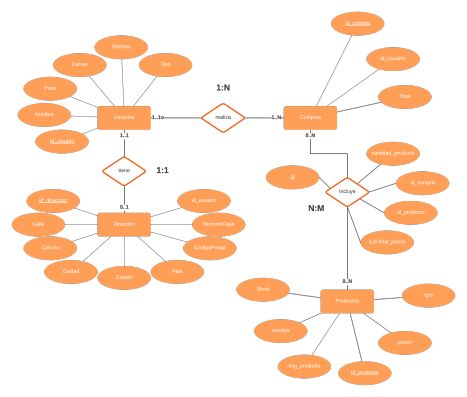 id_compra
Telefono
Correo
Tipo
id_usuario
1:N
Pass
Total
Nombre
Usuarios
1..1
realiza
1..N
Compras
id_usuario
1..1
0..N
cantidad_producto
tiene
1:1
id
id_compra
incluye
id_direccion
0..1
id_usuario
N:M
id_producto
Calle
Dirección
NumeroCasa
Colonia
CodigoPostal
subTotal_precio
Ciudad
Estado
Pais
0..N
Stock
Productos
tipo
nombre
precio
img_producto
id_producto